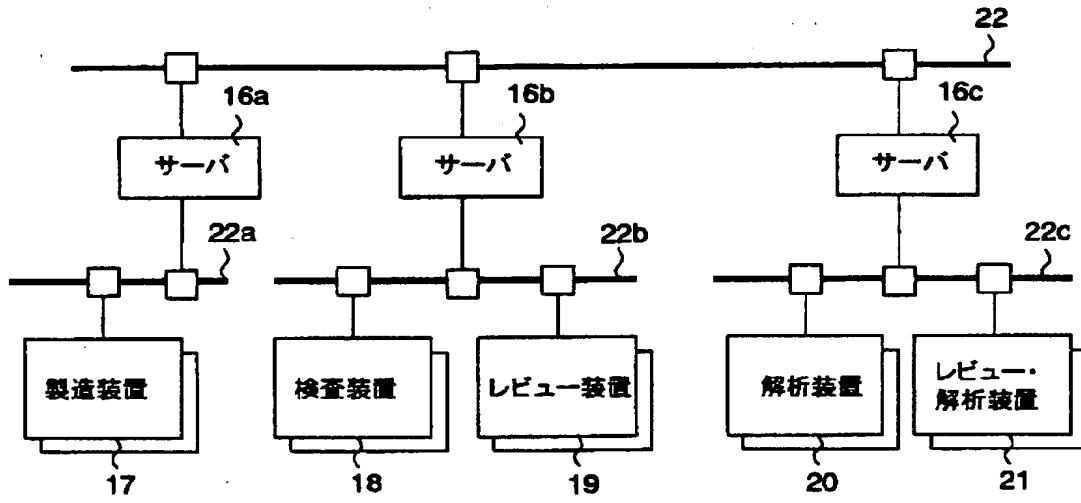 22
16a
16b
16c
サーバ
サーバ
サーバ
22a
22b
22c
製造装置
検査装置
レビュー装置
解析装置
レビュー・
解析装置
17
18
19
20
21